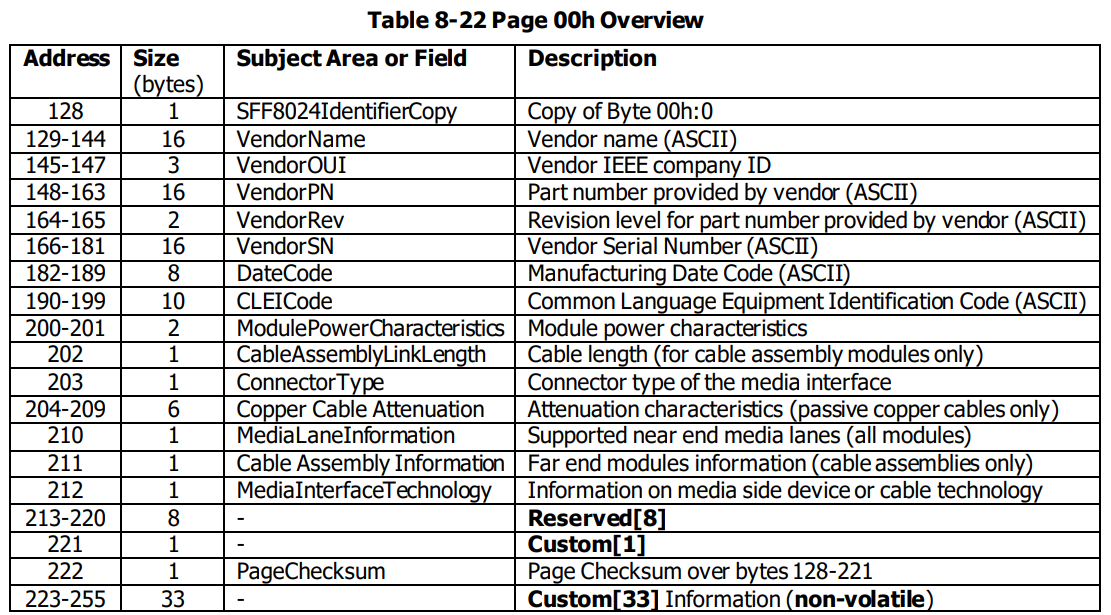 Table 8-22 Page 00h Overview
Address Size (bytes) Subject Area or Field Description
128 1 SFF8024IdentifierCopy Copy of Byte 00h:0
129-144 16 VendorName Vendor name (ASCII)
145-147 3 VendorOUI Vendor IEEE company ID
148-163 16 VendorPN Part number provided by vendor (ASCII)
164-165 2 VendorRev Revision level for part number provided by vendor (ASCII)
166-181 16 VendorSN Vendor Serial Number (ASCII)
182-189 8 DateCode Manufacturing Date Code (ASCII)
190-199 10 CLEICode Common Language Equipment Identification Code (ASCII)
200-201 2 ModulePowerCharacteristics Module power characteristics
202 1 CableAssemblyLinkLength Cable length (for cable assembly modules only)
203 1 ConnectorType Connector type of the media interface
204-209 6 Copper Cable Attenuation Attenuation characteristics (passive copper cables only)
210 1 MediaLaneInformation Supported near end media lanes (all modules)
211 1 Cable Assembly Information Far end modules information (cable assemblies only)
212 1 MediaInterfaceTechnology Information on media side device or cable technology
213-220 8 - Reserved[8]
221 1 - Custom[1]
222 1 PageChecksum Page Checksum over bytes 128-221
223-255 33 - Custom[33] Information (non-volatile)